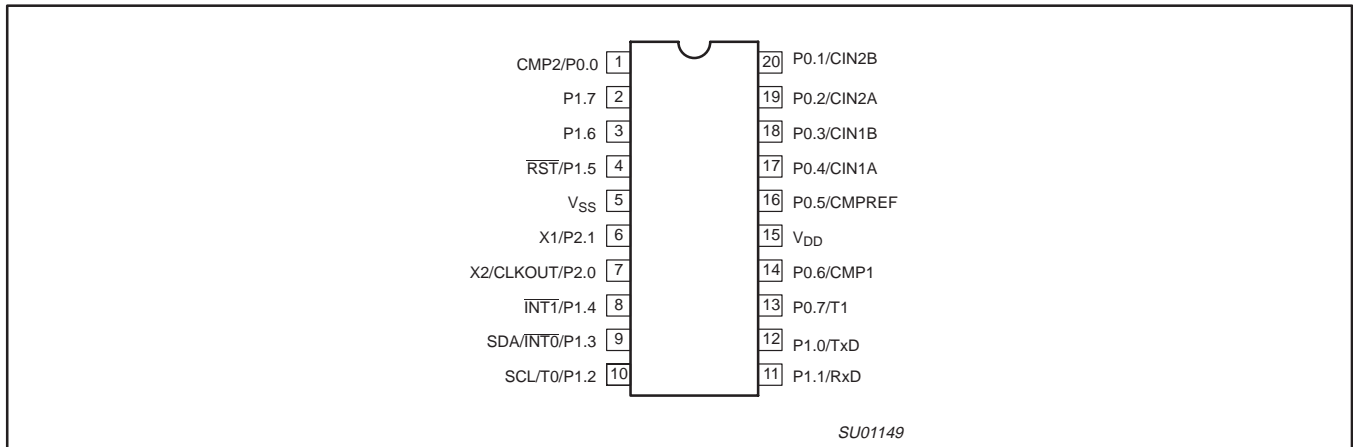 CMP2/P0.0 1 20 P0.1/CIN2B
P1.7 2 19 P0.2/CIN2A
P1.6 3 18 P0.3/CIN1B
R̅S̅T̅/P1.5 4 17 P0.4/CIN1A
VSS 5 16 P0.5/CMPREF
X1/P2.1 6 15 VDD
X2/CLKOUT/P2.0 7 14 P0.6/CMP1
I̅N̅T̅1̅/P1.4 8 13 P0.7/T1
SDA/I̅N̅T̅0̅/P1.3 9 12 P1.0/TxD
SCL/T0/P1.2 10 11 P1.1/RxD
SU01149